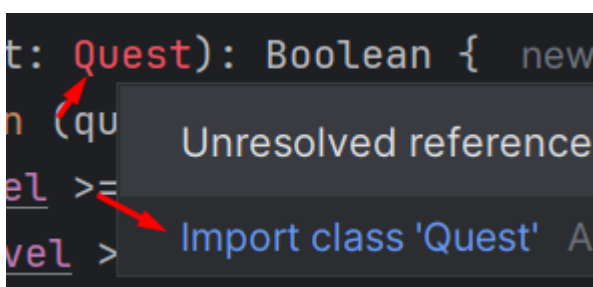 t: Quest): Boolean { new
n (qu
Unresolved reference
el >=
Import class 'Quest' A
vel >